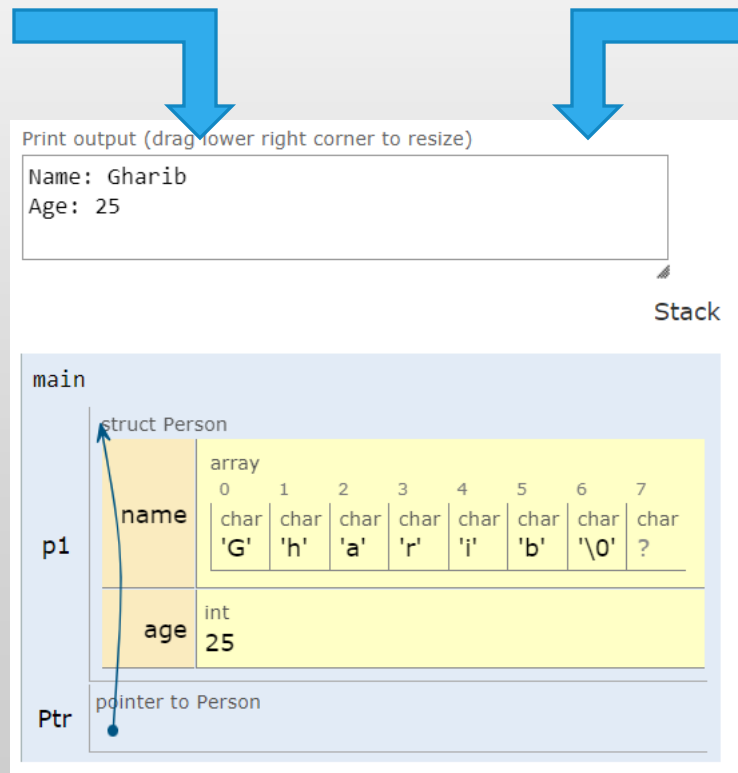 Print output (drag lower right corner to resize)
Name: Gharib
Age: 25
Stack
main
struct Person
array
0 1 2 3 4 5 6 7
name
char char char char char char char char
'G' 'h' 'a' 'r' 'i' 'b' '\0' ?
p1
int
age
25
pointer to Person
Ptr